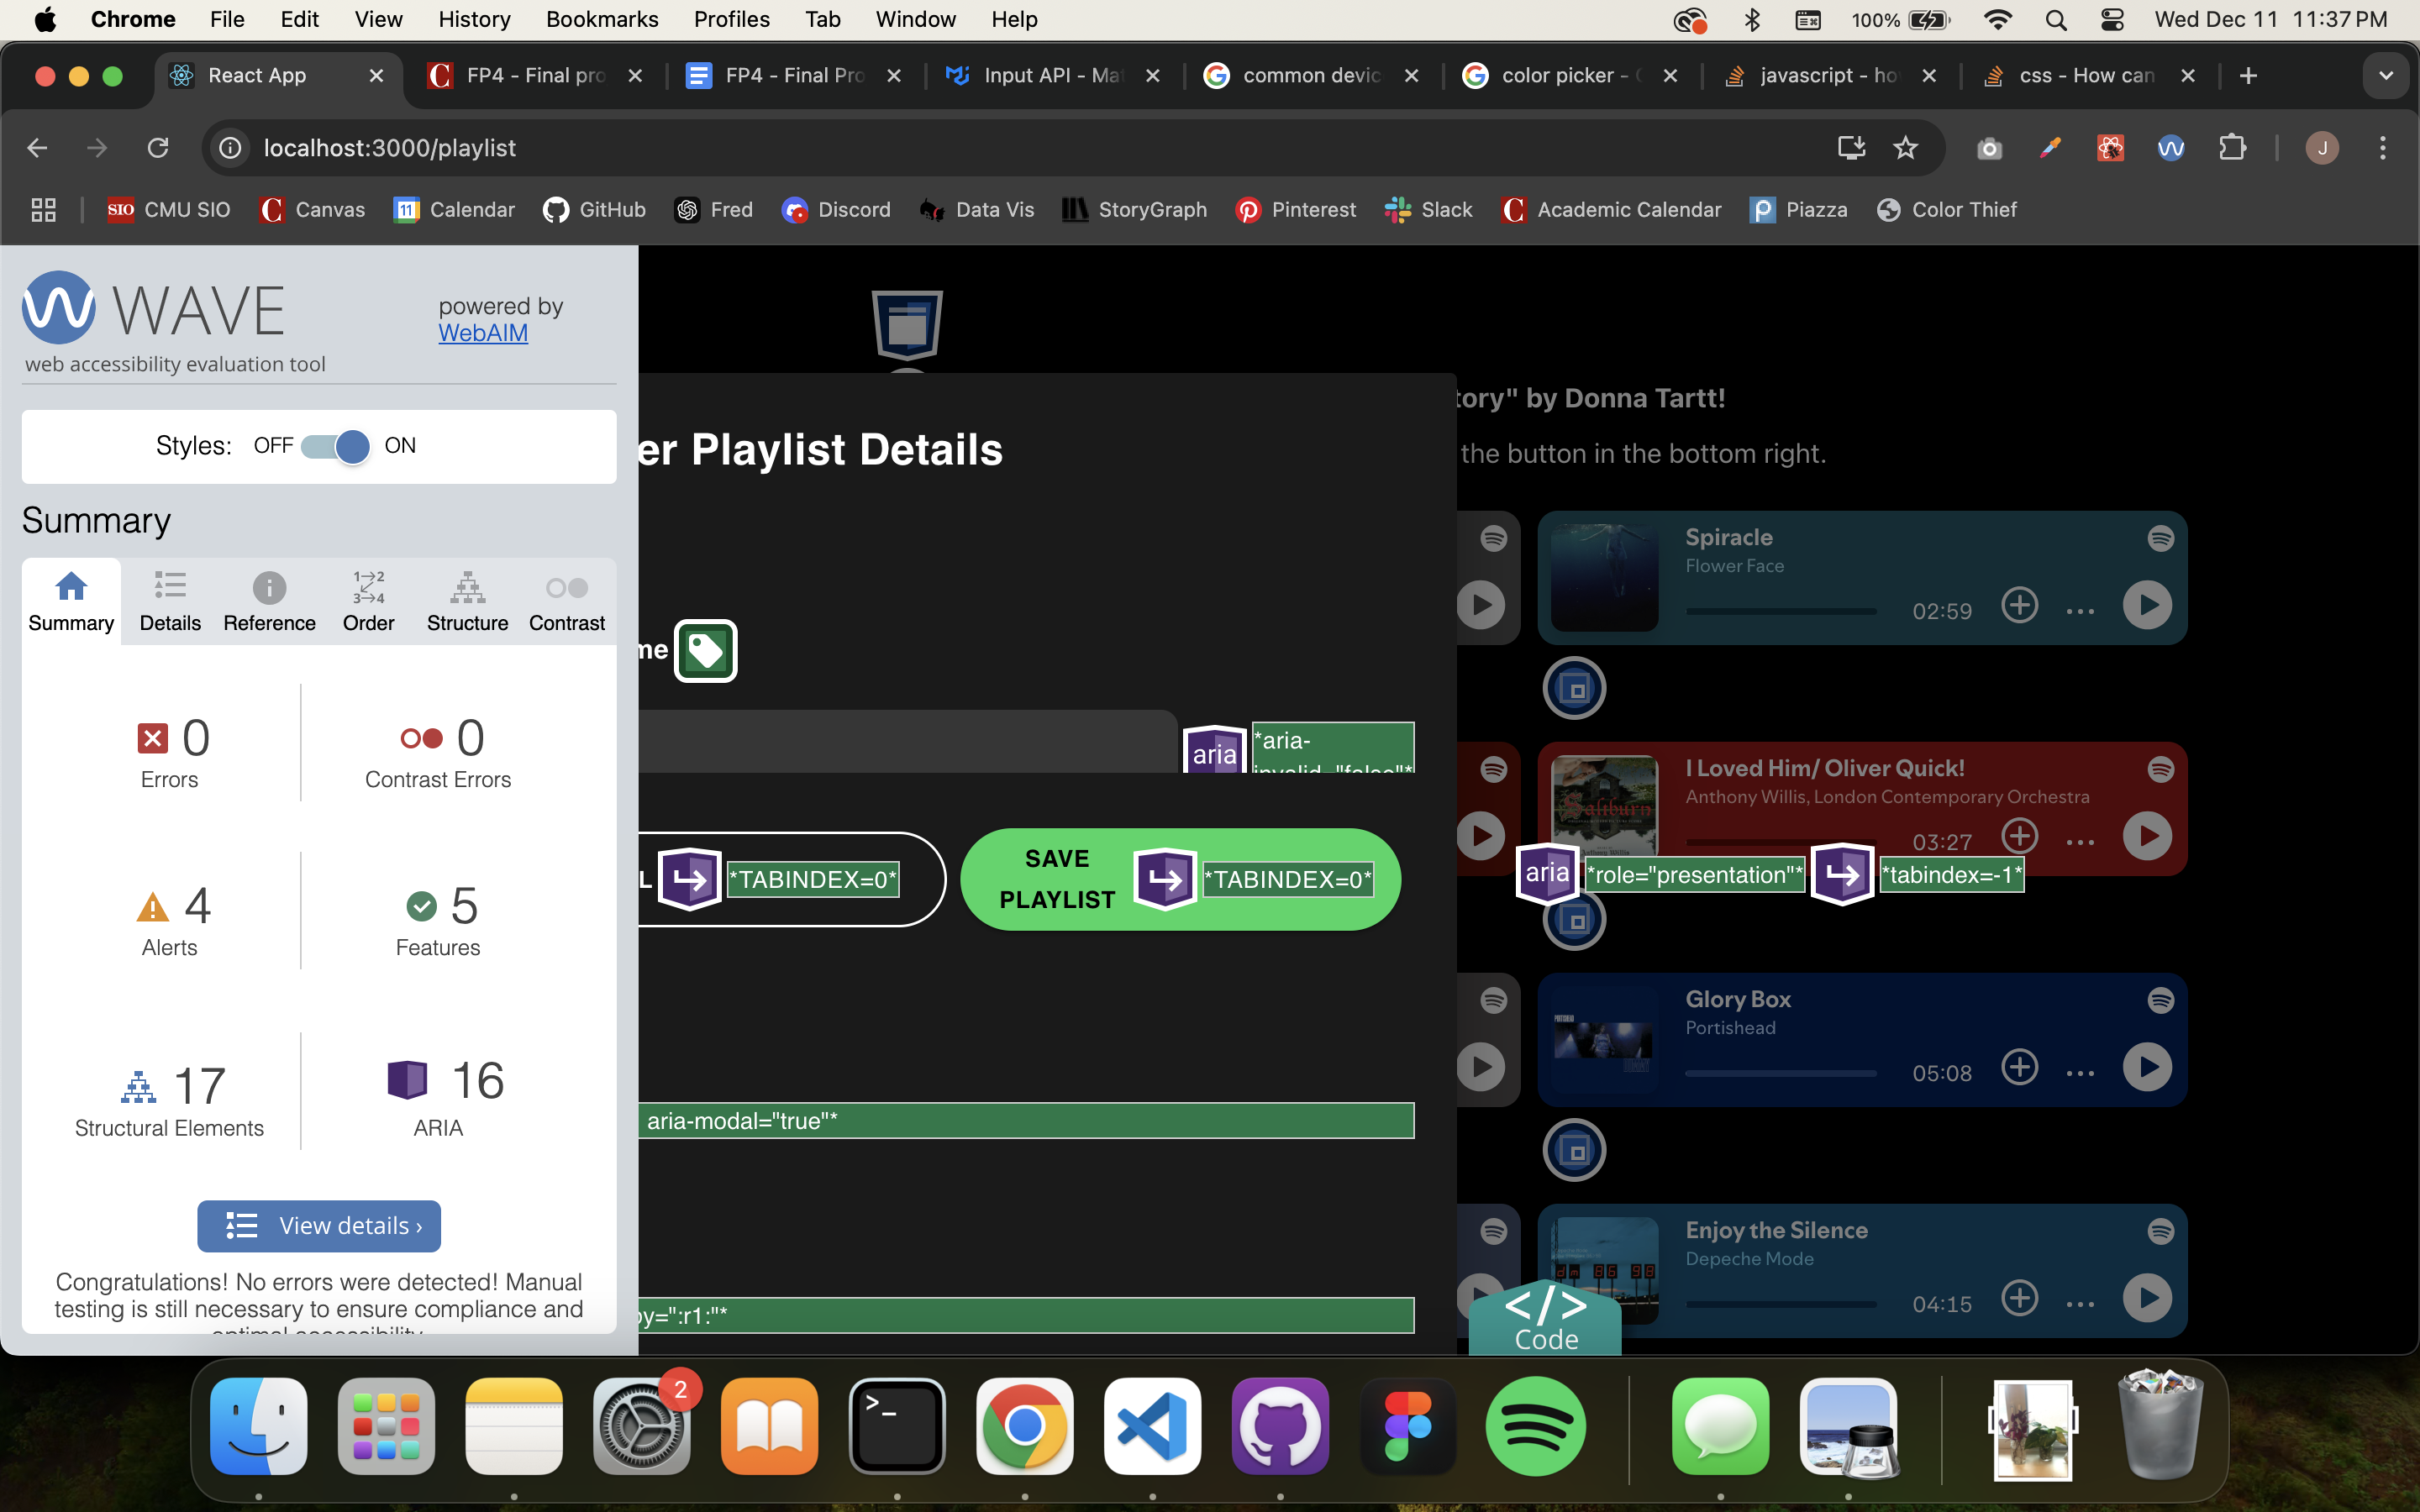 Chrome File Edit View History Bookmarks Profiles Tab Window Help 100% Wed Dec 11 11:37 PM
React App FP4 - Final pro FP4 - Final Pro Input API - Ma common devic color picker - javascript - ho css - How can
localhost:3000/playlist J
SIO CMU SIO Canvas 11 Calendar GitHub Fred Discord Data Vis StoryGraph Pinterest Slack Academic Calendar Piazza Color Thief
WAVE
powered by
WebAIM
web accessibility evaluation tool
Styles: OFF ON
Summary
Summary Details Reference Order Structure Contrast
0 Errors
0 Contrast Errors
4 Alerts
5 Features
17 Structural Elements
16 ARIA
View details ›
Congratulations! No errors were detected! Manual
testing is still necessary to ensure compliance and
optimal accessibility.
er Playlist Details
me
aria *aria-
invalid="false"*
L *TABINDEX=0*
SAVE
PLAYLIST *TABINDEX=0*
aria-modal="true"*
by=":r1:"*
tory" by Donna Tartt!
the button in the bottom right.
Spiracle
Flower Face
02:59
I Loved Him/ Oliver Quick!
Anthony Willis, London Contemporary Orchestra
Saltburn
03:27
aria *role="presentation"* *tabindex=-1*
Glory Box
Portishead
05:08
Enjoy the Silence
Depeche Mode
04:15
</>
Code
2